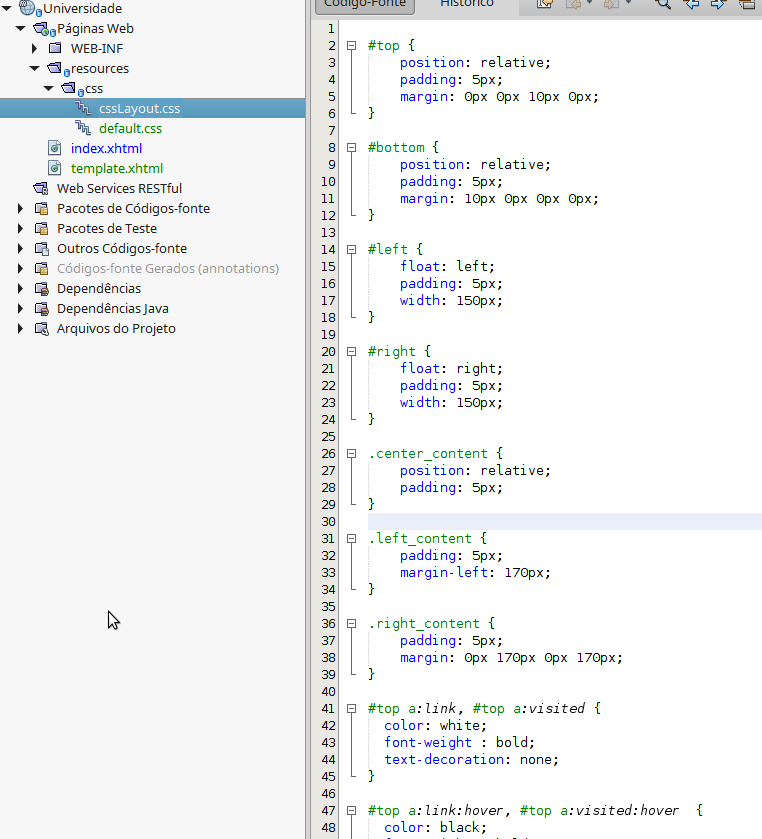 Universidade
Páginas Web
WEB-INF
resources
css
cssLayout.css
default.css
index.xhtml
template.xhtml
Web Services RESTful
Pacotes de Códigos-fonte
Pacotes de Teste
Outros Códigos-fonte
Códigos-fonte Gerados (annotations)
Dependências
Dependências Java
Arquivos do Projeto
Código-Fonte Histórico
1
2 #top {
3 position: relative;
4 padding: 5px;
5 margin: 0px 0px 10px 0px;
6 }
7
8 #bottom {
9 position: relative;
10 padding: 5px;
11 margin: 10px 0px 0px 0px;
12 }
13
14 #left {
15 float: left;
16 padding: 5px;
17 width: 150px;
18 }
19
20 #right {
21 float: right;
22 padding: 5px;
23 width: 150px;
24 }
25
26 .center_content {
27 position: relative;
28 padding: 5px;
29 }
30
31 .left_content {
32 padding: 5px;
33 margin-left: 170px;
34 }
35
36 .right_content {
37 padding: 5px;
38 margin: 0px 170px 0px 170px;
39 }
40
41 #top a:link, #top a:visited {
42 color: white;
43 font-weight : bold;
44 text-decoration: none;
45 }
46
47 #top a:link:hover, #top a:visited:hover {
48 color: black;